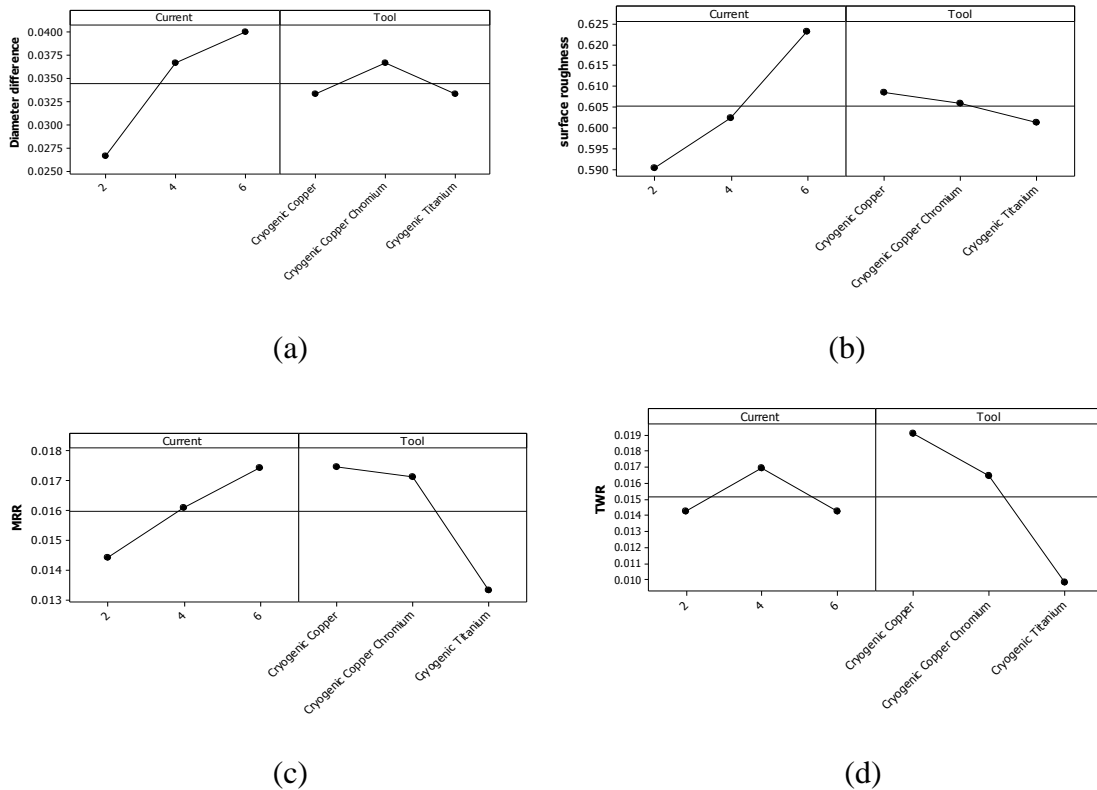 Current Tool
Diameter difference
0.0400
0.0375
0.0350
0.0325
0.0300
0.0275
0.0250
2 4 6 Cryogenic Copper Cryogenic Copper Chromium Cryogenic Titanium
(a)
Current Tool
surface roughness
0.625
0.620
0.615
0.610
0.605
0.600
0.595
0.590
2 4 6 Cryogenic Copper Cryogenic Copper Chromium Cryogenic Titanium
(b)
Current Tool
MRR
0.018
0.017
0.016
0.015
0.014
0.013
2 4 6 Cryogenic Copper Cryogenic Copper Chromium Cryogenic Titanium
(c)
Current Tool
TWR
0.019
0.018
0.017
0.016
0.015
0.014
0.013
0.012
0.011
0.010
2 4 6 Cryogenic Copper Cryogenic Copper Chromium Cryogenic Titanium
(d)